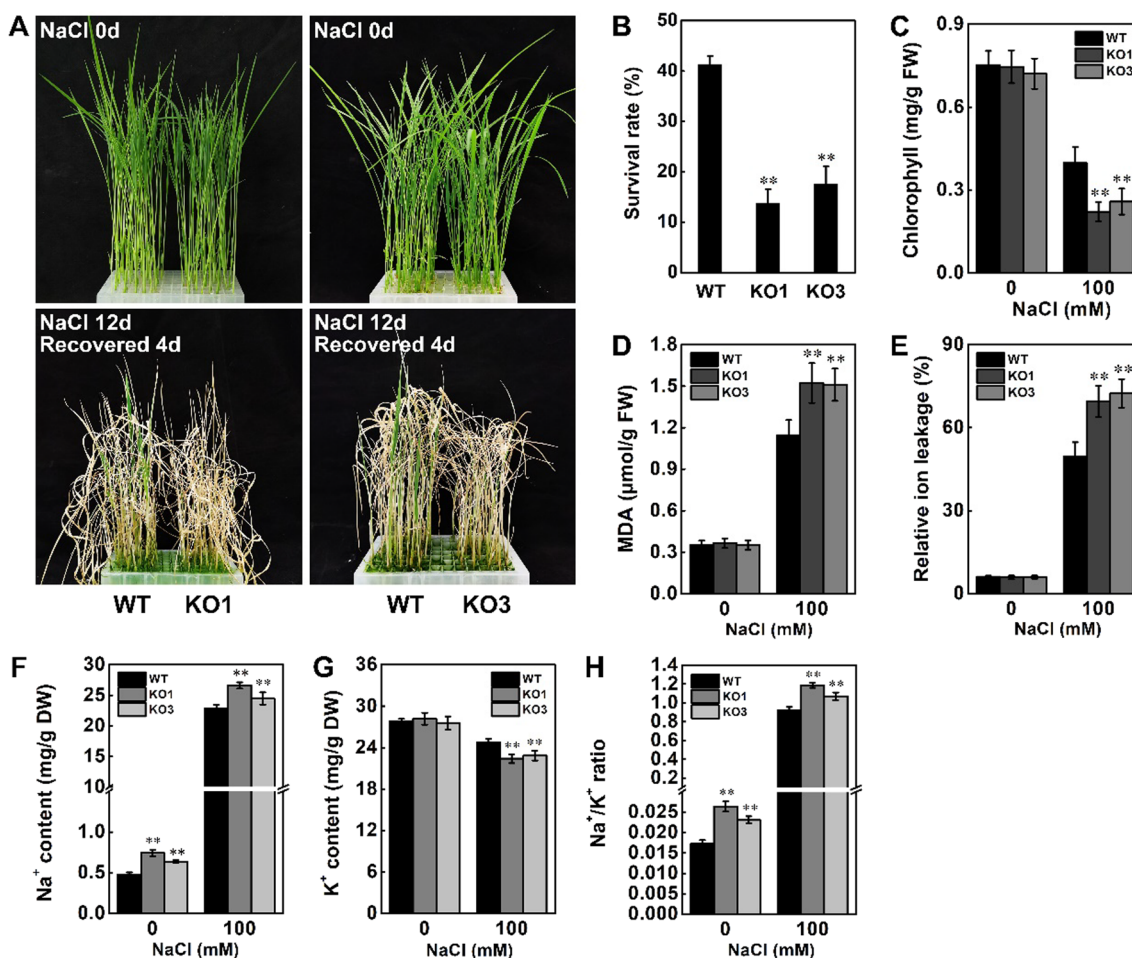 A
NaCl 0d
NaCl 0d
NaCl 12d
Recovered 4d
NaCl 12d
Recovered 4d
WT KO1
WT KO3
B
Survival rate (%)
50
40
30
20
10
0
**
**
WT KO1 KO3
C
Chlorophyll (mg/g FW)
0.9
0.6
0.3
0.0
WT
KO1
KO3
**
**
0 100
NaCl (mM)
D
MDA (μmol/g FW)
1.8
1.5
1.2
0.9
0.6
0.3
0.0
WT
KO1
KO3
**
**
0 100
NaCl (mM)
E
Relative ion leakage (%)
90
60
30
0
WT
KO1
KO3
**
**
0 100
NaCl (mM)
F
Na⁺ content (mg/g DW)
30
25
20
15
10
1.0
0.5
0.0
WT
KO1
KO3
**
**
**
**
0 100
NaCl (mM)
G
K⁺ content (mg/g DW)
36
30
24
18
12
6
0
WT
KO1
KO3
**
**
0 100
NaCl (mM)
H
Na⁺/K⁺ ratio
1.4
1.2
1.0
0.8
0.6
0.4
0.2
0.025
0.020
0.015
0.010
0.005
0.000
WT
KO1
KO3
**
**
**
**
0 100
NaCl (mM)